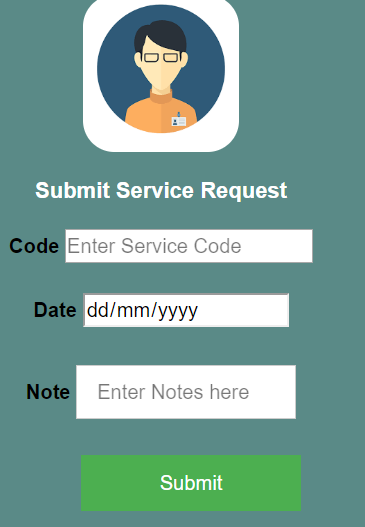 Submit Service Request
Code Enter Service Code
Date dd/mm/yyyy
Note Enter Notes here
Submit